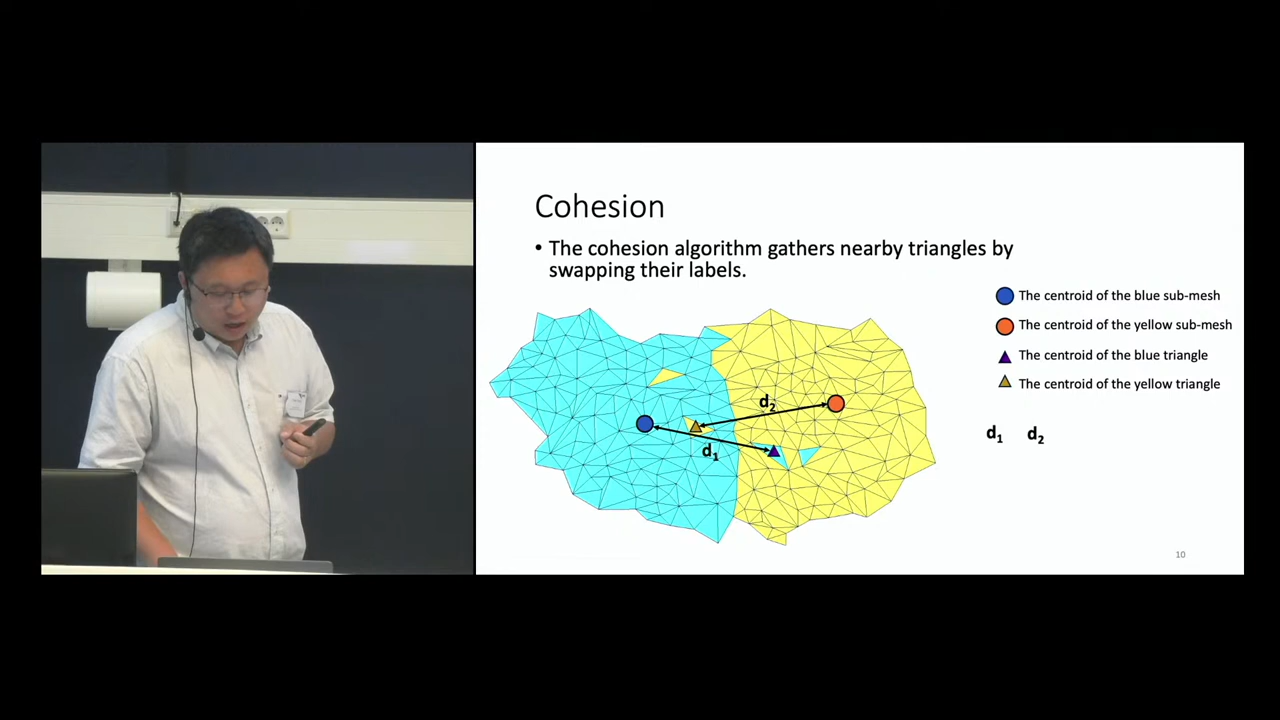 Cohesion
• The cohesion algorithm gathers nearby triangles by
swapping their labels.
The centroid of the blue sub-mesh
The centroid of the yellow sub-mesh
The centroid of the blue triangle
The centroid of the yellow triangle
d₂
d₁
d₁ d₂
10